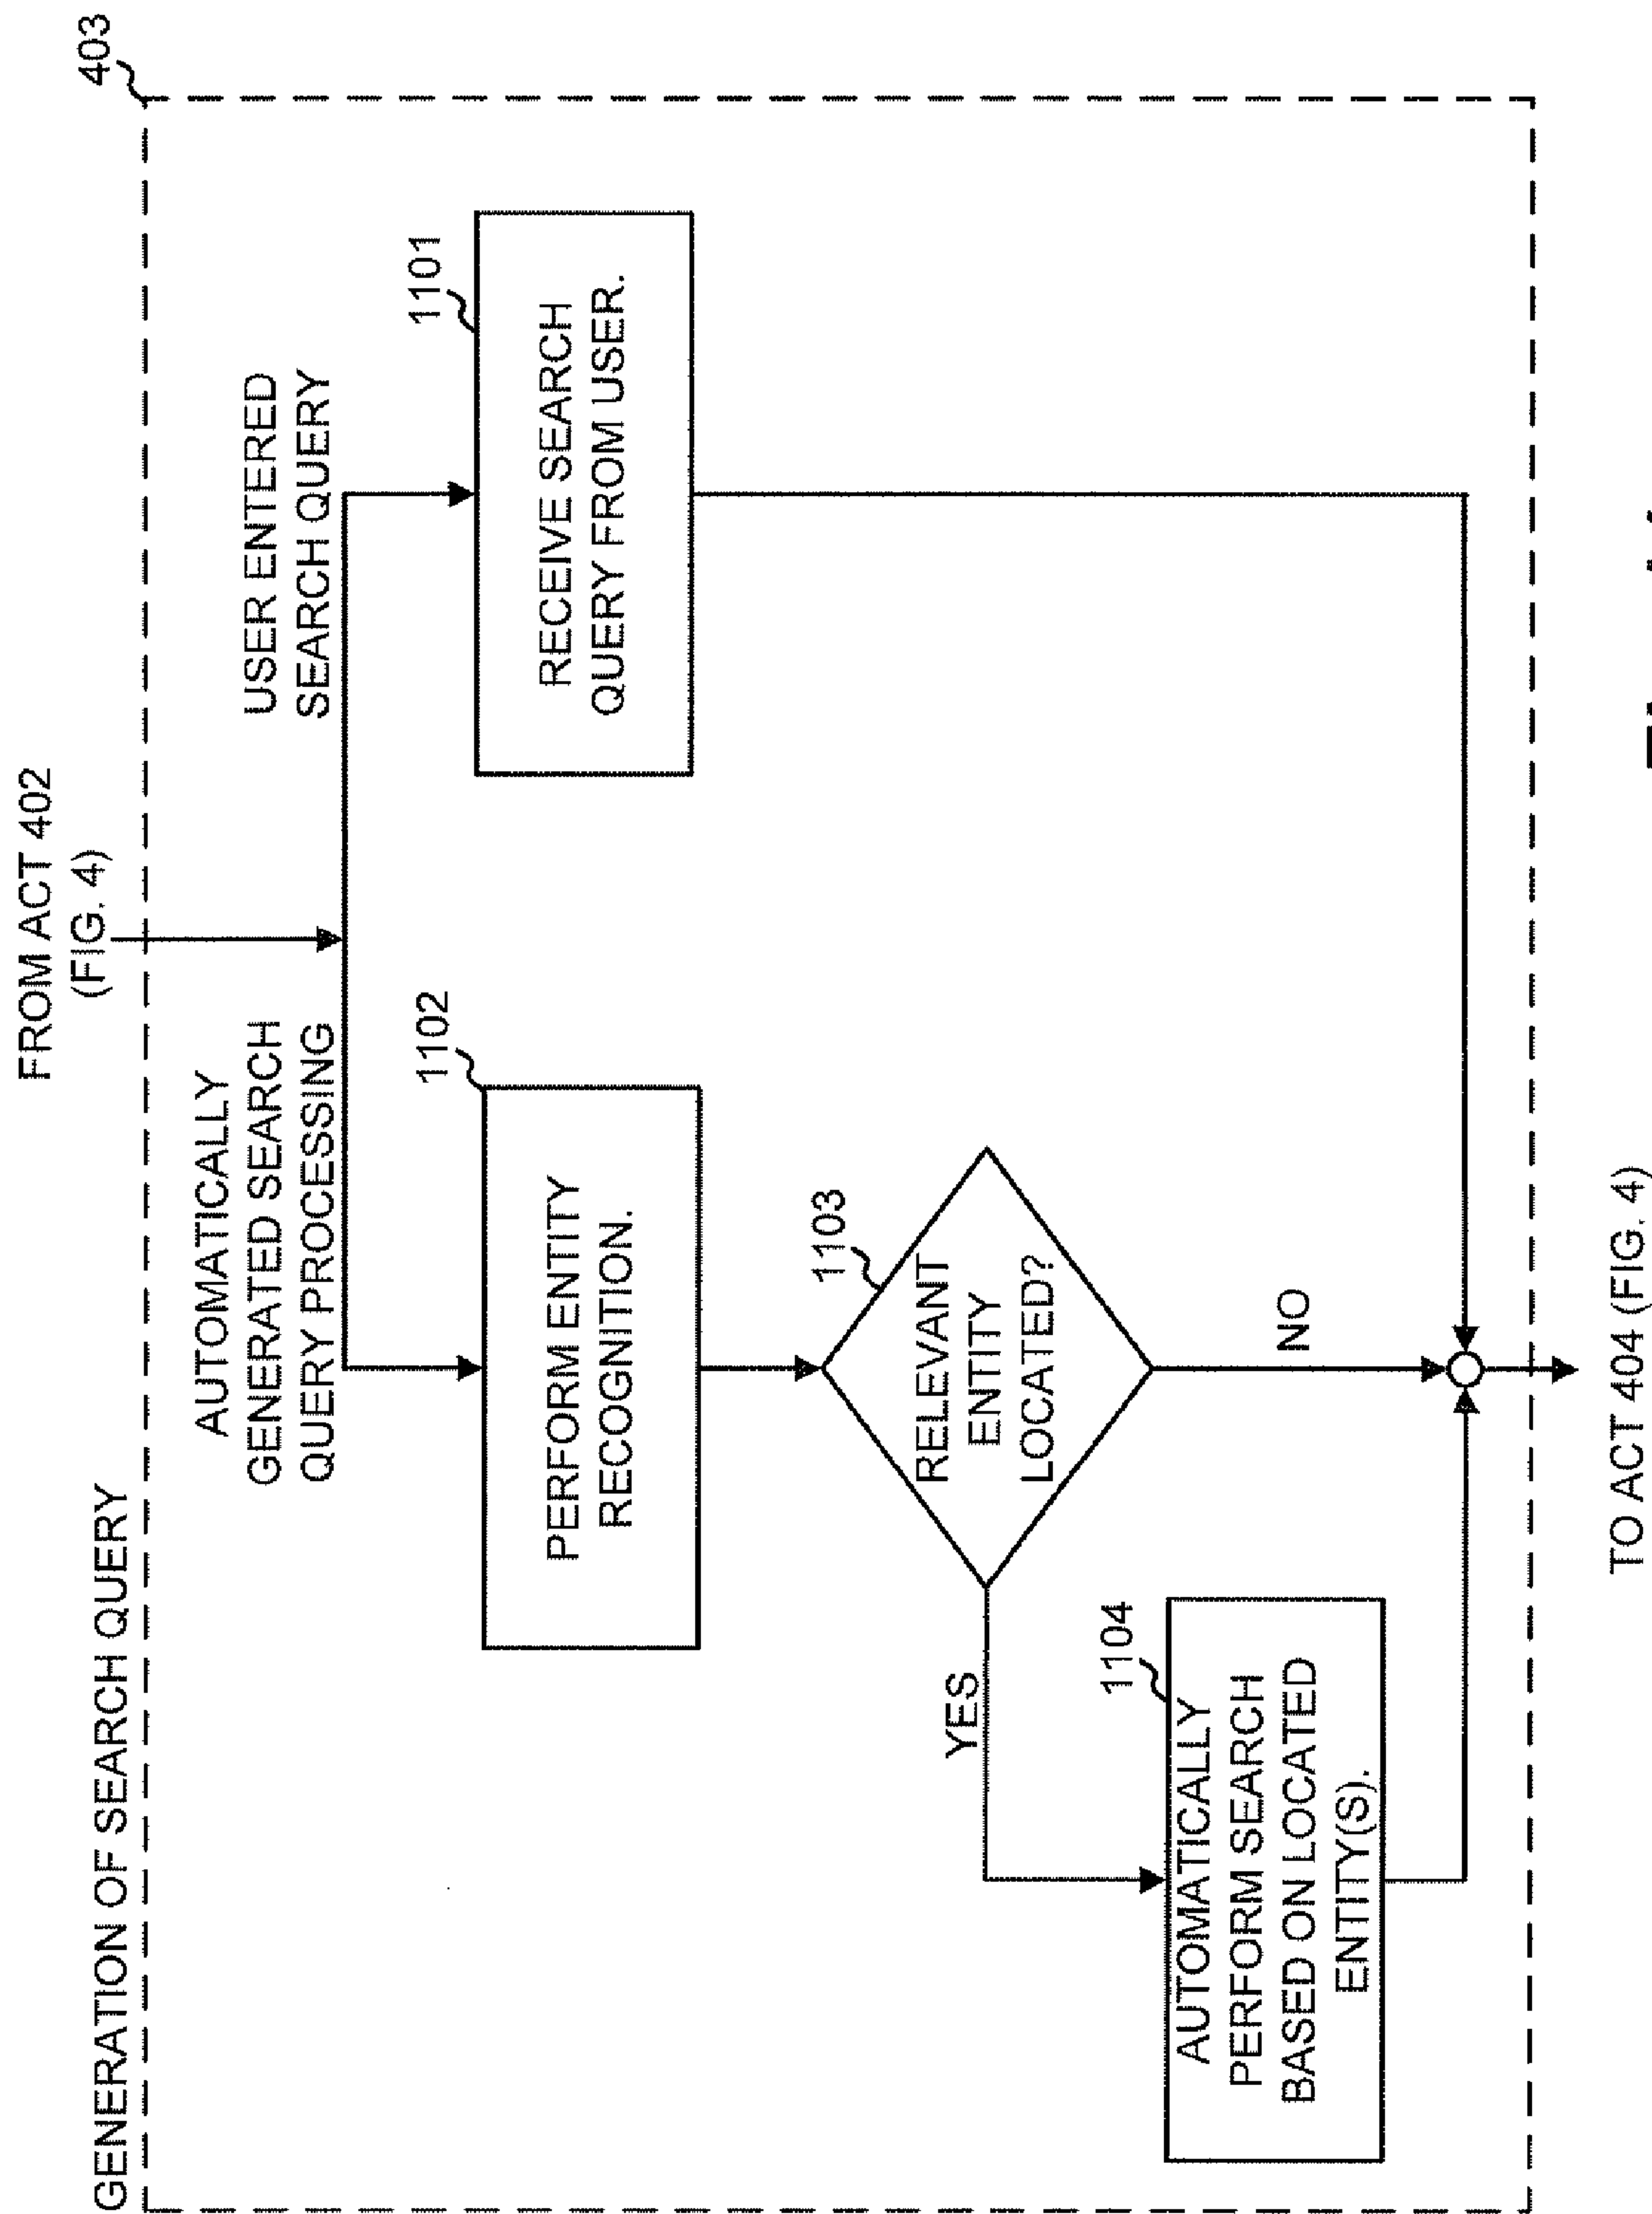 FROM ACT 402
(FIG. 4)
GENERATION OF SEARCH QUERY
403
AUTOMATICALLY
GENERATED SEARCH
QUERY PROCESSING
USER ENTERED
SEARCH QUERY
1102
PERFORM ENTITY
RECOGNITION.
1101
RECEIVE SEARCH
QUERY FROM USER.
1103
RELEVANT
ENTITY
LOCATED?
YES
NO
1104
AUTOMATICALLY
PERFORM SEARCH
BASED ON LOCATED
ENTITY(S).
TO ACT 404 (FIG. 4)